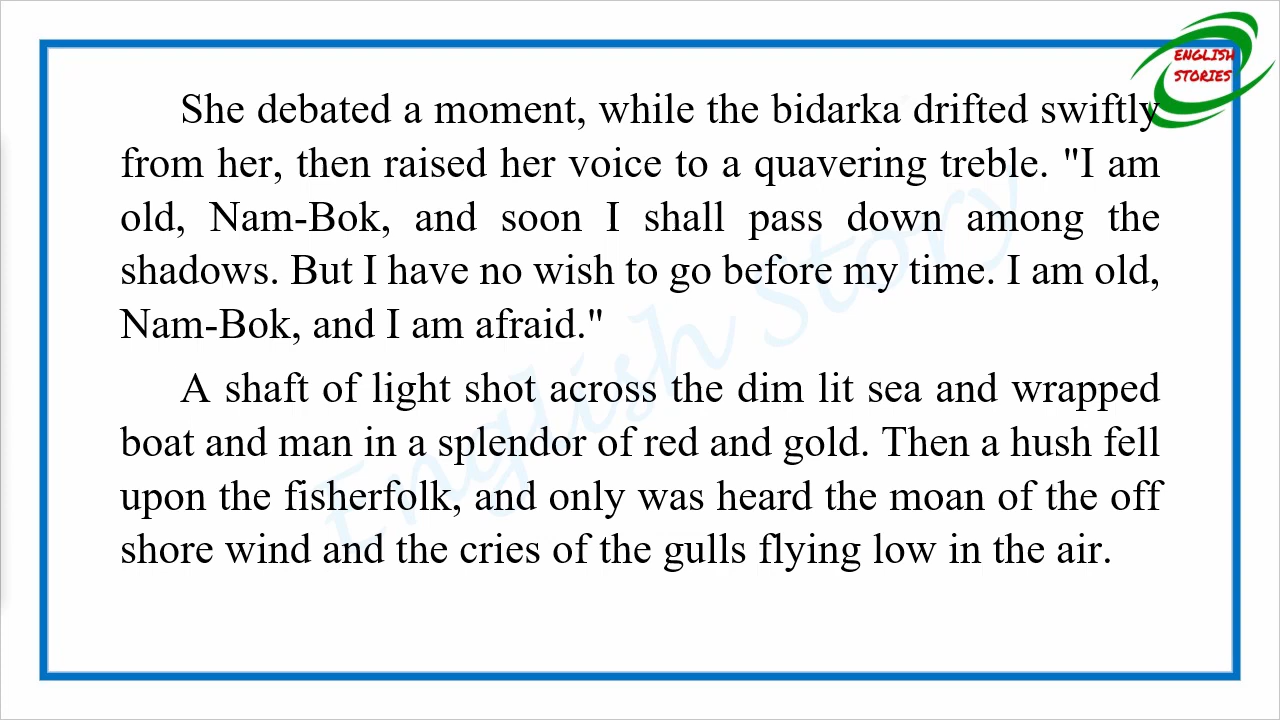 ENGLISH
STORIES
She debated a moment, while the bidarka drifted swiftly
from her, then raised her voice to a quavering treble. "I am
old, Nam-Bok, and soon I shall pass down among the
shadows. But I have no wish to go before my time. I am old,
Nam-Bok, and I am afraid."
A shaft of light shot across the dim lit sea and wrapped
boat and man in a splendor of red and gold. Then a hush fell
upon the fisherfolk, and only was heard the moan of the off
shore wind and the cries of the gulls flying low in the air.
English Story